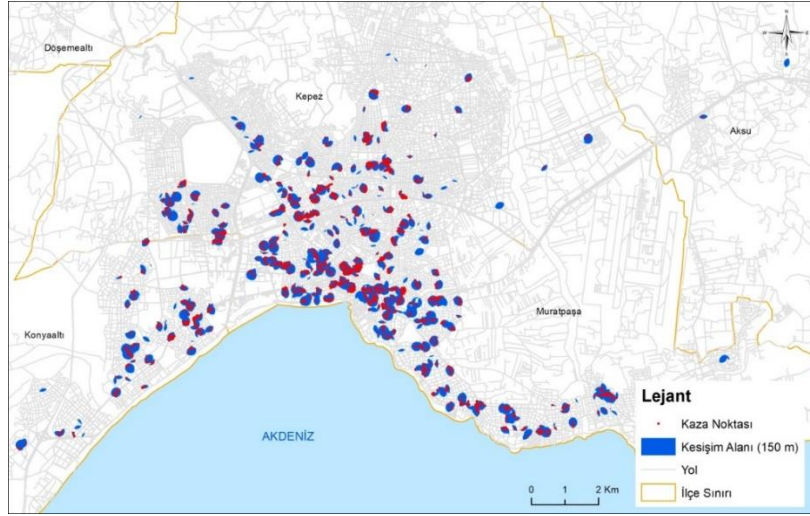 Döşemealtı
Kepez
Aksu
Konyaaltı
Muratpaşa
AKDENİZ
Lejant
Kaza Noktası
Kesişim Alanı (150 m)
Yol
İlçe Sınırı
0 1 2 Km